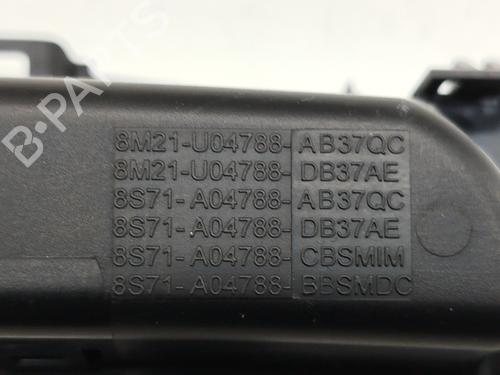 8M21-U04788-AB37QC
8M21-U04788-DB37AE
8S71-A04788-AB37QC
8S71-A04788-DB37AE
8S71-A04788-CBSMIM
8S71-A04788-BBSMDC
B-PARTS